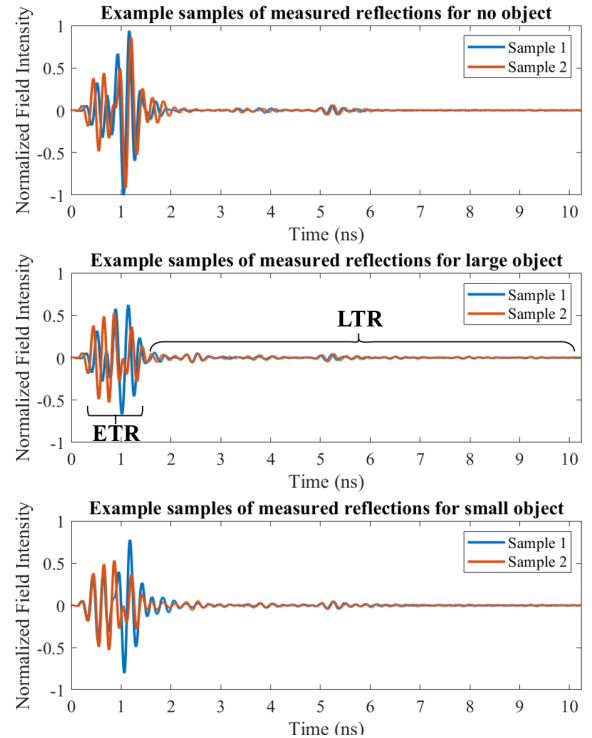 Example samples of measured reflections for no object
Normalized Field Intensity
1
0.5
0
-0.5
-1
Sample 1
Sample 2
0 1 2 3 4 5 6 7 8 9 10
Time (ns)
Example samples of measured reflections for large object
Normalized Field Intensity
1
0.5
0
-0.5
-1
Sample 1
Sample 2
LTR
ETR
0 1 2 3 4 5 6 7 8 9 10
Time (ns)
Example samples of measured reflections for small object
Normalized Field Intensity
1
0.5
0
-0.5
-1
Sample 1
Sample 2
0 1 2 3 4 5 6 7 8 9 10
Time (ns)